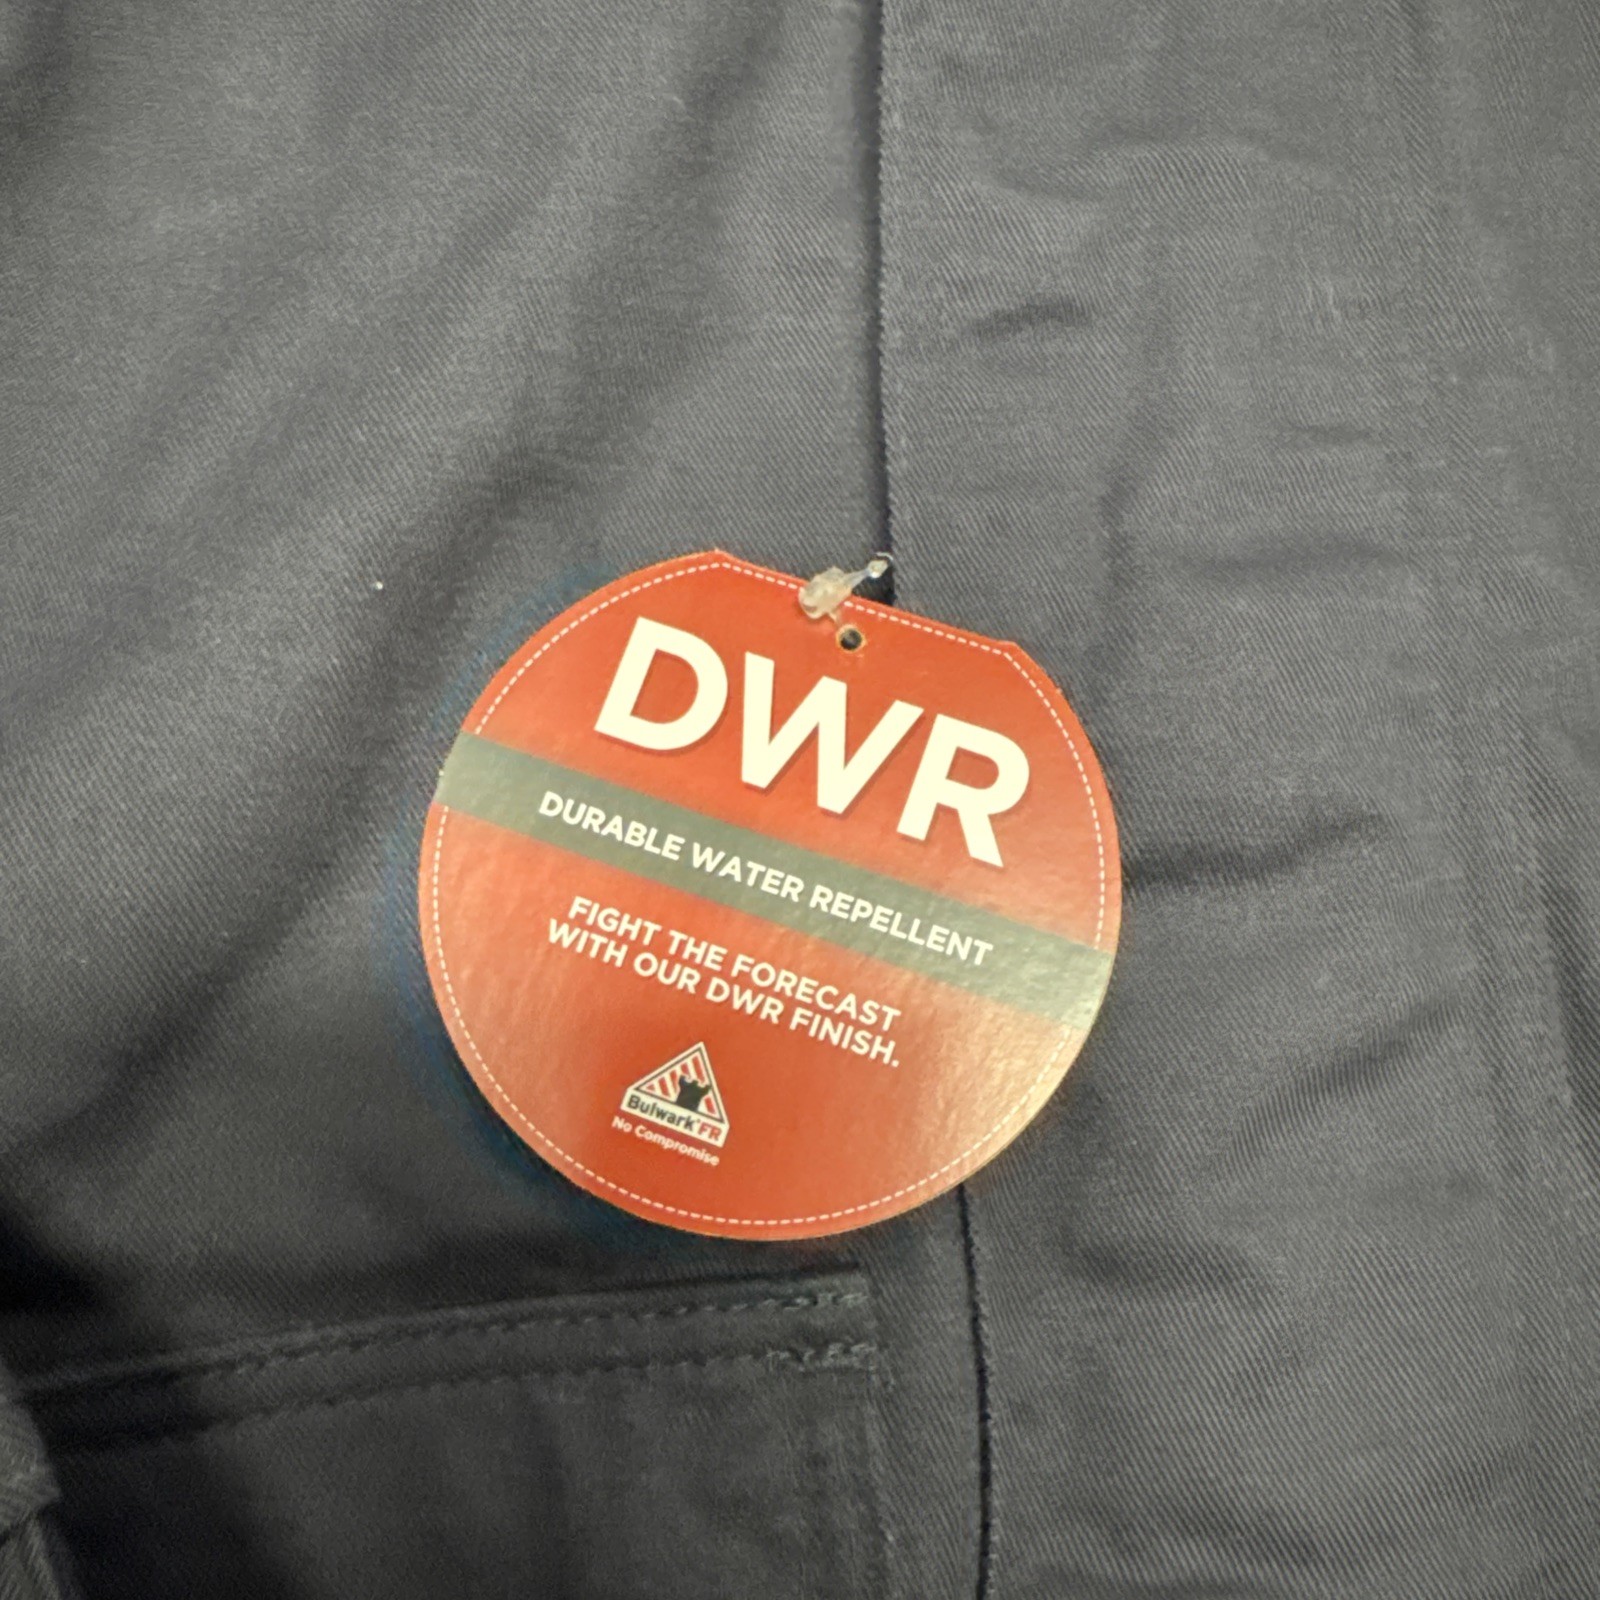 DWR
DURABLE WATER REPELLENT
FIGHT THE FORECAST
WITH OUR DWR FINISH.
Bulwark® FR
No Compromise